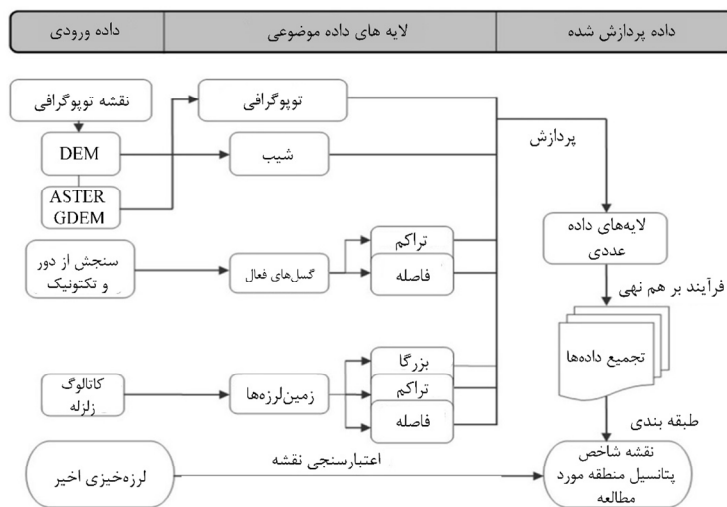 داده ورودی
لایه های داده موضوعی
داده پردازش شده
نقشه توپوگرافی
توپوگرافی
پردازش
DEM
شیب
ASTER
GDEM
لایه‌های داده
عددی
سنجش از دور
و تکتونیک
گسل‌های فعال
تراکم
فاصله
فرآیند بر هم نهی
تجمیع داده‌ها
کاتالوگ
زلزله
زمین‌لرزه‌ها
بزرگا
تراکم
فاصله
طبقه بندی
لرزه‌خیزی اخیر
اعتبارسنجی نقشه
نقشه شاخص
پتانسیل منطقه مورد
مطالعه